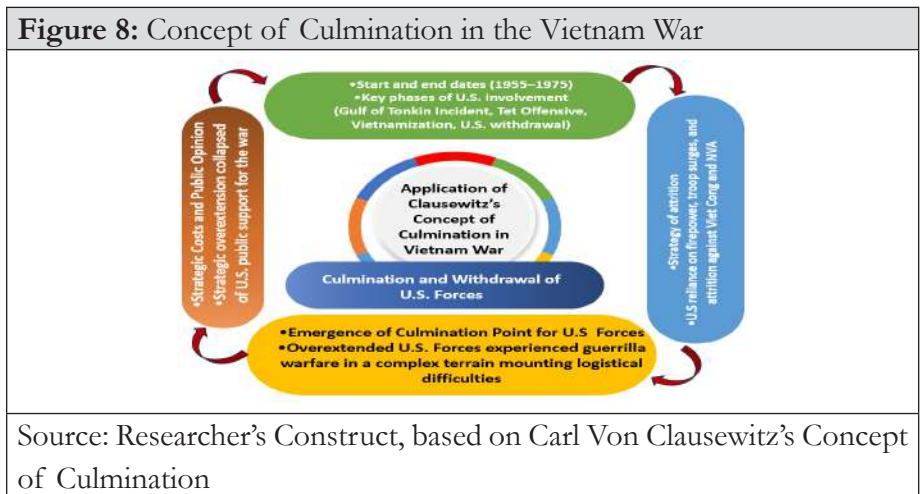 Figure 8: Concept of Culmination in the Vietnam War
•Start and end dates (1955–1975)
•Key phases of U.S. involvement
(Gulf of Tonkin Incident, Tet Offensive,
Vietnamization, U.S. withdrawal)
•Strategy of attrition
•U.S reliance on firepower, troop surges, and
attrition against Viet Cong and NVA
•Emergence of Culmination Point for U.S Forces
•Overextended U.S. Forces experienced guerrilla
warfare in a complex terrain mounting logistical
difficulties
•Strategic Costs and Public Opinion
•Strategic overextension collapsed
of U.S. public support for the war
Application of
Clausewitz's
Concept of
Culmination in
Vietnam War
Culmination and Withdrawal of
U.S. Forces
Source: Researcher's Construct, based on Carl Von Clausewitz's Concept
of Culmination